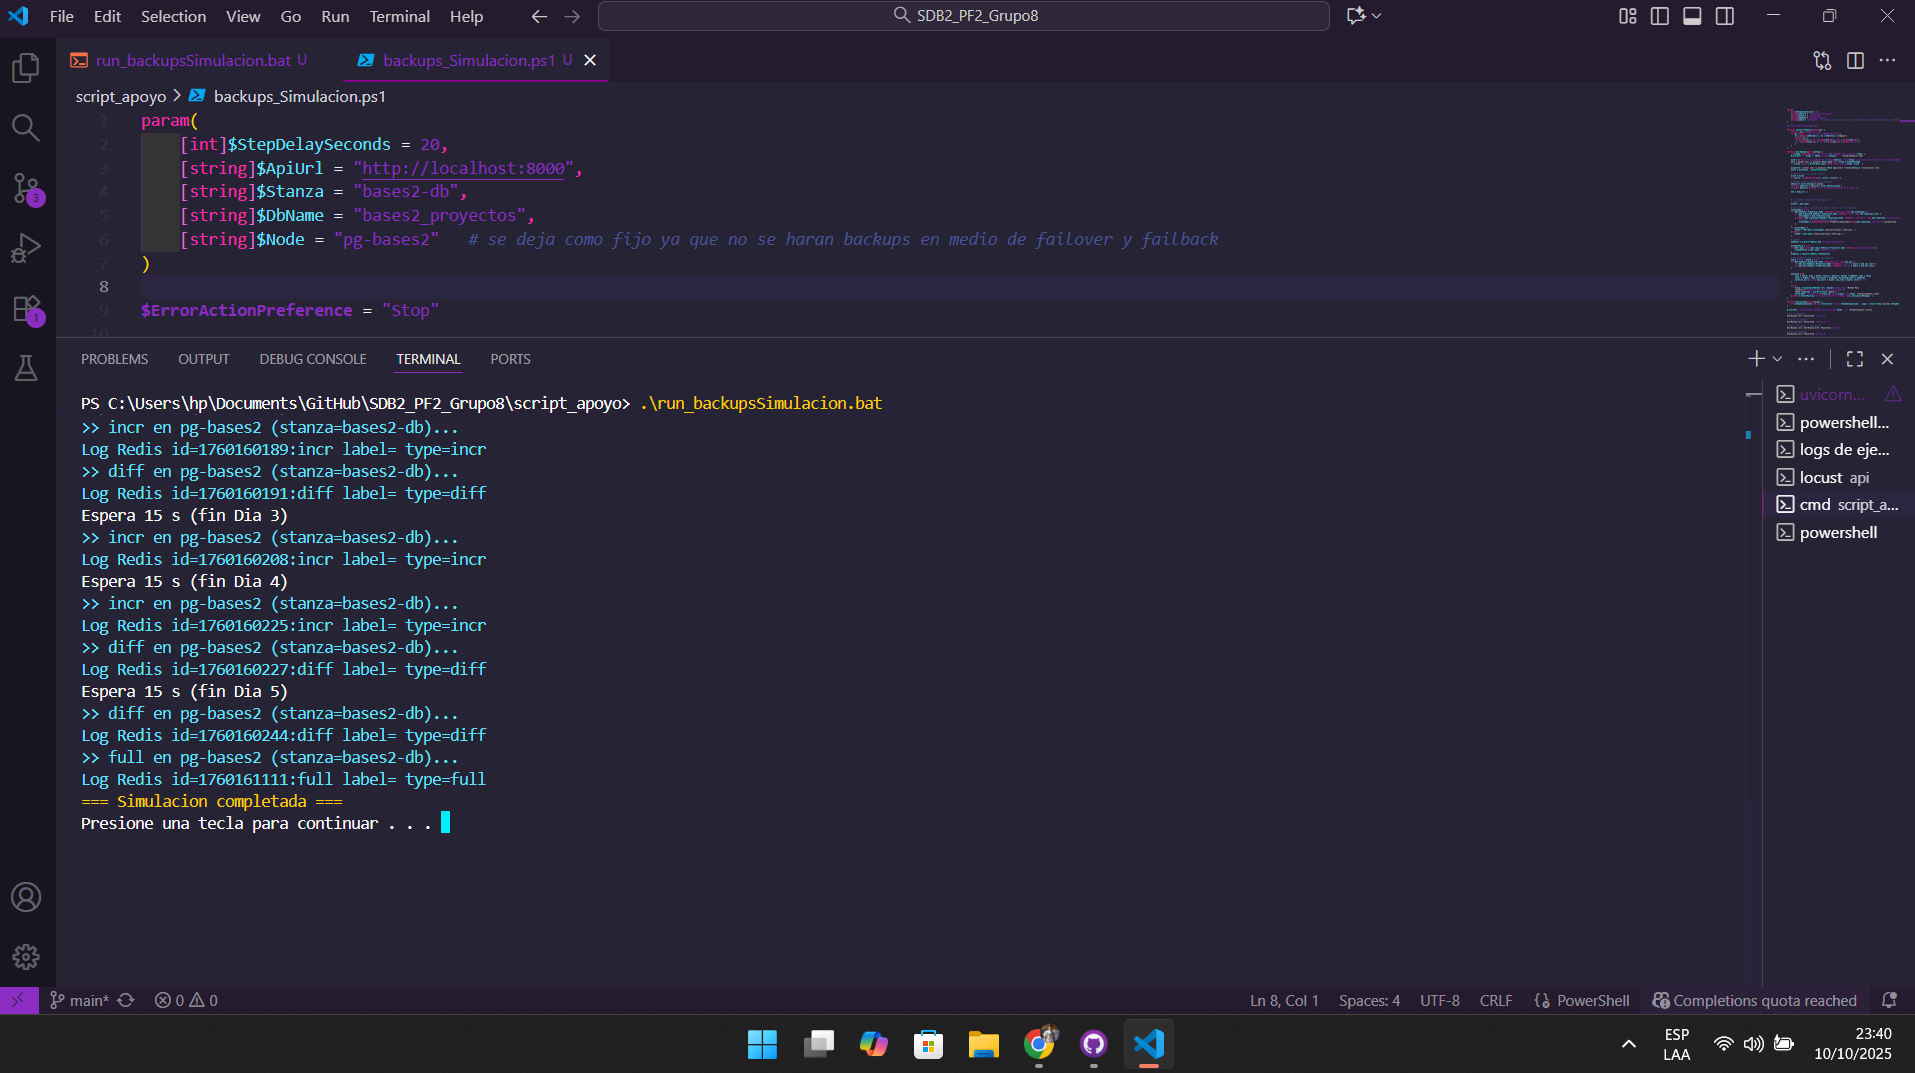 File Edit Selection View Go Run Terminal Help
SDB2_PF2_Grupo8
run_backupsSimulacion.bat U
backups_Simulacion.ps1 U
script_apoyo > backups_Simulacion.ps1
1 param(
2 [int]$StepDelaySeconds = 20,
3 [string]$ApiUrl = "http://localhost:8000",
4 [string]$Stanza = "bases2-db",
5 [string]$DbName = "bases2_proyectos",
6 [string]$Node = "pg-bases2" # se deja como fijo ya que no se haran backups en medio de failover y failback
7 )
8
9 $ErrorActionPreference = "Stop"
10
3
1
PROBLEMS OUTPUT DEBUG CONSOLE TERMINAL PORTS
PS C:\Users\hp\Documents\GitHub\SDB2_PF2_Grupo8\script_apoyo> .\run_backupsSimulacion.bat
>> incr en pg-bases2 (stanza=bases2-db)...
Log Redis id=1760160189:incr label= type=incr
>> diff en pg-bases2 (stanza=bases2-db)...
Log Redis id=1760160191:diff label= type=diff
Espera 15 s (fin Dia 3)
>> incr en pg-bases2 (stanza=bases2-db)...
Log Redis id=1760160208:incr label= type=incr
Espera 15 s (fin Dia 4)
>> incr en pg-bases2 (stanza=bases2-db)...
Log Redis id=1760160225:incr label= type=incr
>> diff en pg-bases2 (stanza=bases2-db)...
Log Redis id=1760160227:diff label= type=diff
Espera 15 s (fin Dia 5)
>> diff en pg-bases2 (stanza=bases2-db)...
Log Redis id=1760160244:diff label= type=diff
>> full en pg-bases2 (stanza=bases2-db)...
Log Redis id=1760161111:full label= type=full
=== Simulacion completada ===
Presione una tecla para continuar . . .
uvicorn...
powershell...
logs de eje...
locust api
cmd script_a...
powershell
main* 0 0
Ln 8, Col 1 Spaces: 4 UTF-8 CRLF PowerShell Completions quota reached
ESP
LAA
23:40
10/10/2025